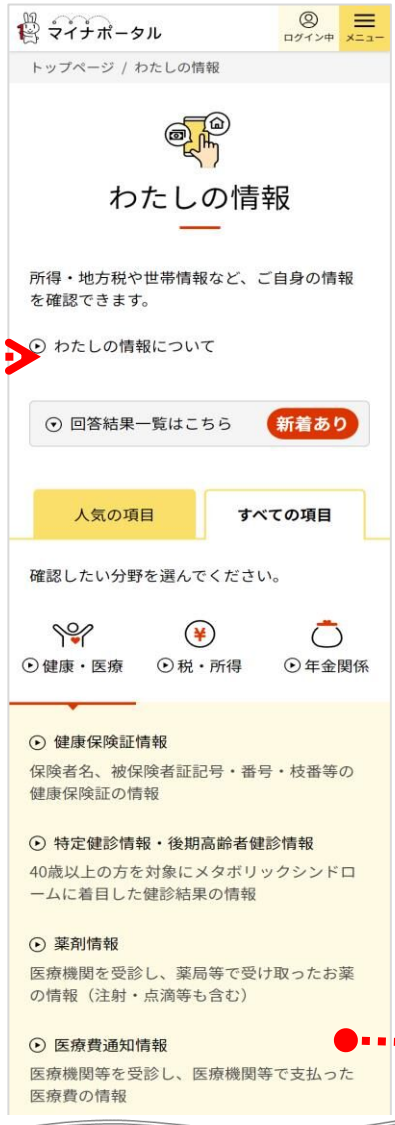 マイナポータル
ログイン中
メニュー
トップページ / わたしの情報
わたしの情報
所得・地方税や世帯情報など、ご自身の情報
を確認できます。
わたしの情報について
回答結果一覧はこちら 新着あり
人気の項目 すべての項目
確認したい分野を選んでください。
健康・医療 税・所得 年金関係
健康保険証情報
保険者名、被保険者証記号・番号・枝番等の
健康保険証の情報
特定健診情報・後期高齢者健診情報
40歳以上の方を対象にメタボリックシンドロ
ームに着目した健診結果の情報
薬剤情報
医療機関を受診し、薬局等で受け取ったお薬
の情報（注射・点滴等も含む）
医療費通知情報
医療機関等を受診し、医療機関等で支払った
医療費の情報